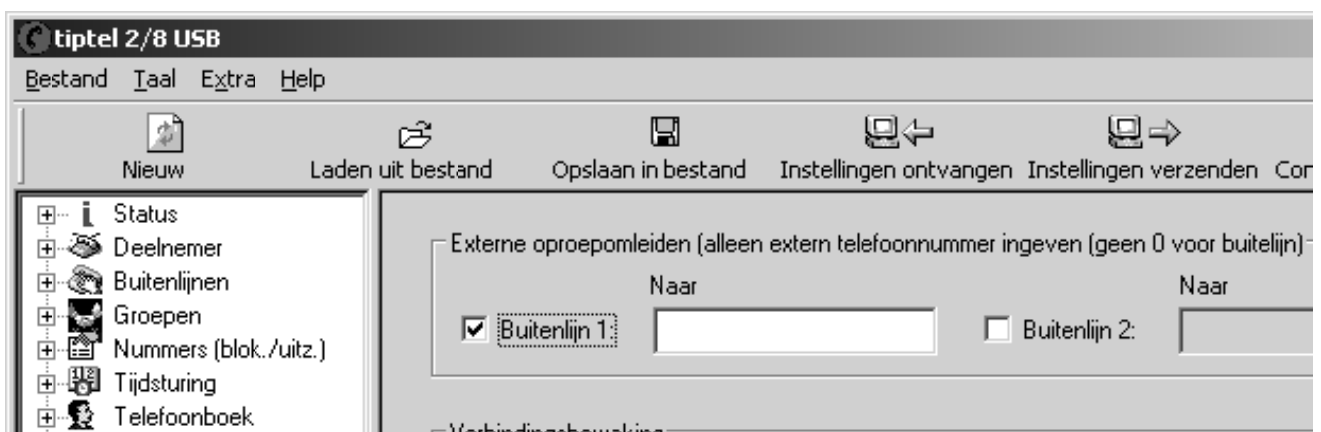 tiptel 2/8 USB
Bestand Taal Extra Help
Nieuw Laden uit bestand Opslaan in bestand Instellingen ontvangen Instellingen verzenden
Status
Deelnemer
Buitenlijnen
Groepen
Nummers (blok./uitz.)
Tijdsturing
Telefoonboek
Externe oproepomleiden (alleen extern telefoonnummer ingeven (geen 0 voor buitelijn)
Naar Naar
Buitenlijn 1: Buitenlijn 2:
Verbindingsbewaking